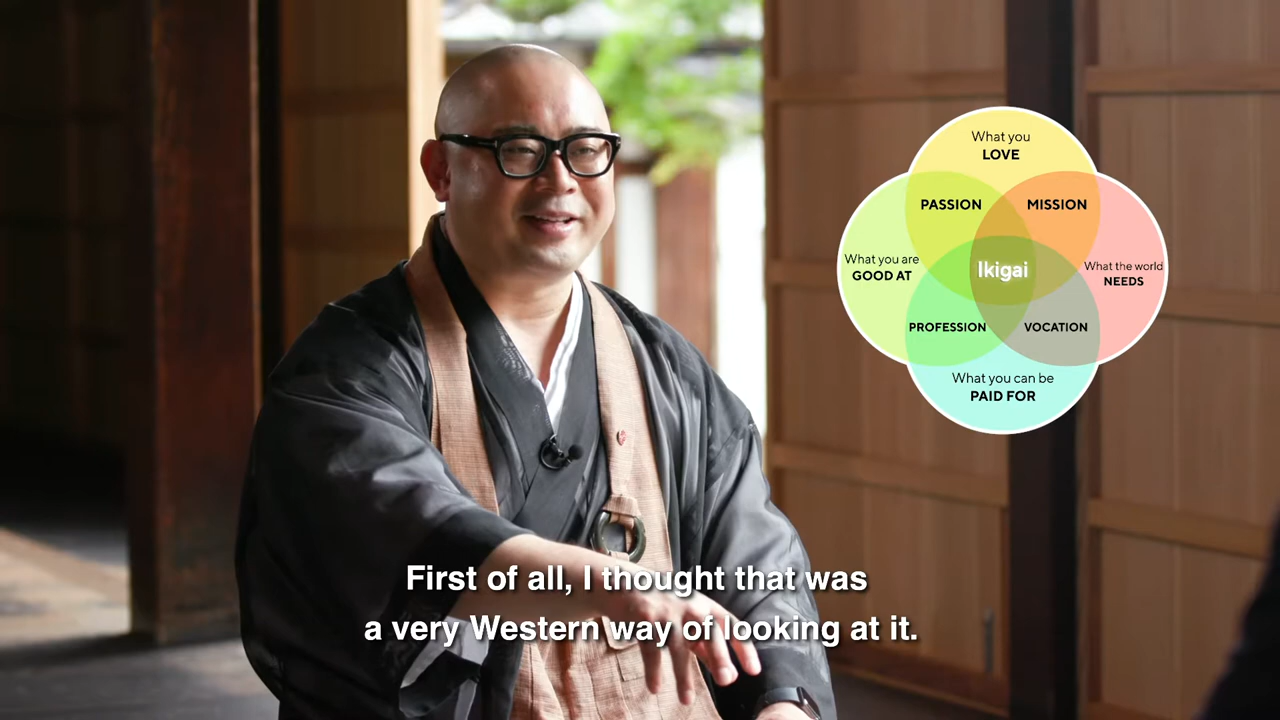 What you
LOVE
PASSION
MISSION
What you are
GOOD AT
Ikigai
What the world
NEEDS
PROFESSION
VOCATION
What you can be
PAID FOR
First of all, I thought that was
a very Western way of looking at it.